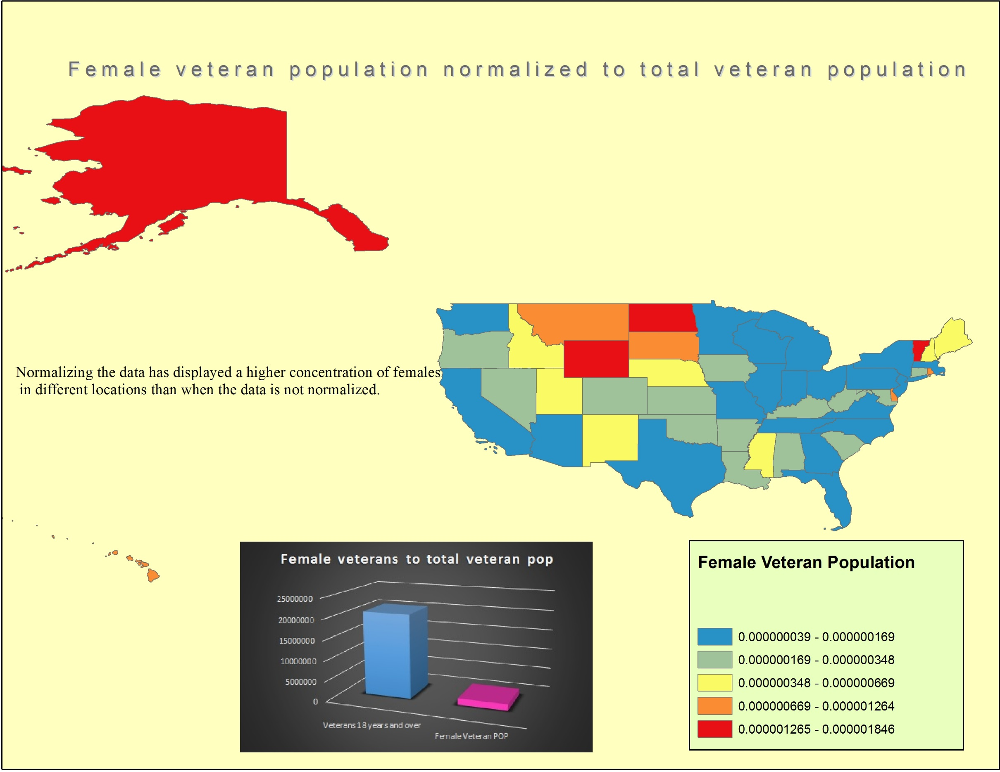 Female veteran population normalized to total veteran population
Normalizing the data has displayed a higher concentration of females
in different locations than when the data is not normalized.
Female veterans to total veteran pop
25000000
20000000
15000000
10000000
5000000
0
Veterans 18 years and over
Female Veteran POP
Female Veteran Population
0.000000039 - 0.000000169
0.000000169 - 0.000000348
0.000000348 - 0.000000669
0.000000669 - 0.000001264
0.000001265 - 0.000001846